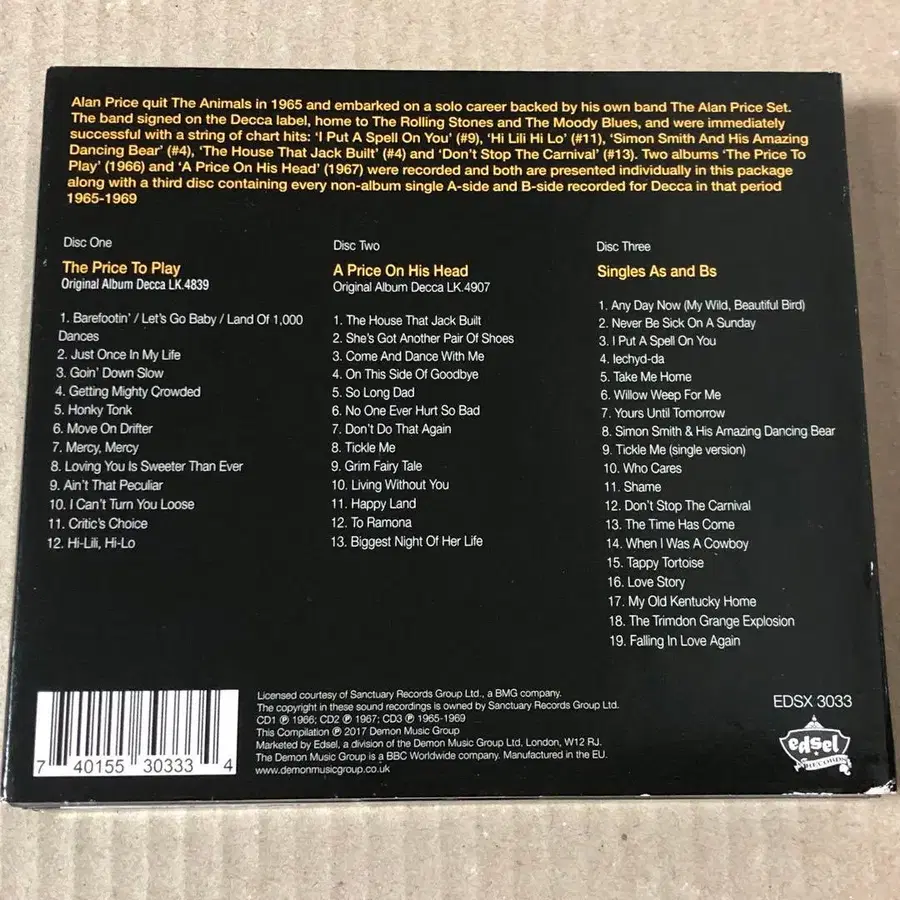 Alan Price quit The Animals in 1965 and embarked on a solo career backed by his own band The Alan Price Set.
The band signed on the Decca label, home to The Rolling Stones and The Moody Blues, and were immediately
successful with a string of chart hits: 'I Put A Spell On You' (#9), 'Hi Lili Hi Lo' (#11), 'Simon Smith And His Amazing
Dancing Bear' (#4), 'The House That Jack Built' (#4) and 'Don't Stop The Carnival' (#13). Two albums 'The Price To
Play' (1966) and 'A Price On His Head' (1967) were recorded and both are presented individually in this package
along with a third disc containing every non-album single A-side and B-side recorded for Decca in that period
1965-1969
Disc One
The Price To Play
Original Album Decca LK.4839
1. Barefootin' / Let's Go Baby / Land Of 1,000
Dances
2. Just Once In My Life
3. Goin' Down Slow
4. Getting Mighty Crowded
5. Honky Tonk
6. Move On Drifter
7. Mercy, Mercy
8. Loving You Is Sweeter Than Ever
9. Ain't That Peculiar
10. I Can't Turn You Loose
11. Critic's Choice
12. Hi-Lili, Hi-Lo
Disc Two
A Price On His Head
Original Album Decca LK.4907
1. The House That Jack Built
2. She's Got Another Pair Of Shoes
3. Come And Dance With Me
4. On This Side Of Goodbye
5. So Long Dad
6. No One Ever Hurt So Bad
7. Don't Do That Again
8. Tickle Me
9. Grim Fairy Tale
10. Living Without You
11. Happy Land
12. To Ramona
13. Biggest Night Of Her Life
Disc Three
Singles As and Bs
1. Any Day Now (My Wild, Beautiful Bird)
2. Never Be Sick On A Sunday
3. I Put A Spell On You
4. Iechyd-da
5. Take Me Home
6. Willow Weep For Me
7. Yours Until Tomorrow
8. Simon Smith & His Amazing Dancing Bear
9. Tickle Me (single version)
10. Who Cares
11. Shame
12. Don't Stop The Carnival
13. The Time Has Come
14. When I Was A Cowboy
15. Tappy Tortoise
16. Love Story
17. My Old Kentucky Home
18. The Trimdon Grange Explosion
19. Falling In Love Again
7 40155 30333 4
Licensed courtesy of Sanctuary Records Group Ltd., a BMG company.
The copyright in these sound recordings is owned by Sanctuary Records Group Ltd.
CD1 ℗ 1966; CD2 ℗ 1967; CD3 ℗ 1965-1969
This Compilation ℗ 2017 Demon Music Group
Marketed by Edsel, a division of the Demon Music Group Ltd, London, W12 RJ.
The Demon Music Group is a BBC Worldwide company. Manufactured in the EU.
www.demonmusicgroup.co.uk
EDSX 3033
edsel
RECORDS